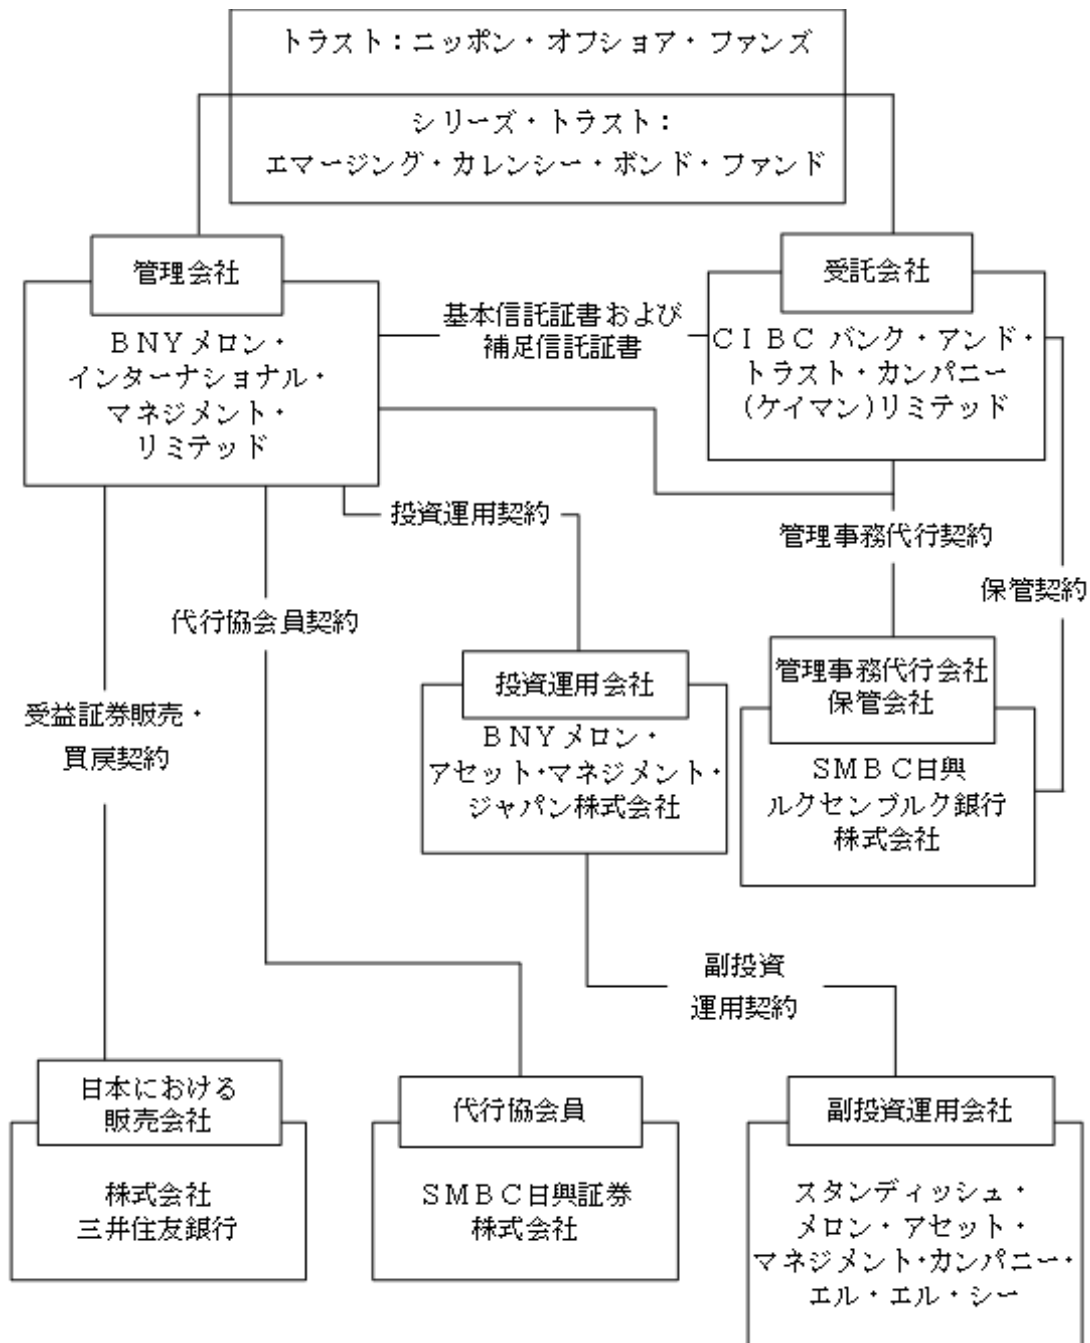 トラスト：ニッポン・オフショア・ファンズ
シリーズ・トラスト：
エマージング・カレンシー・ボンド・ファンド
管理会社
ＢＮＹメロン・
インターナショナル・
マネジメント・
リミテッド
基本信託証書および
補足信託証書
受託会社
ＣＩＢＣ バンク・アンド・
トラスト・カンパニー
(ケイマン)リミテッド
投資運用契約
管理事務代行契約
保管契約
代行協会員契約
受益証券販売・
買戻契約
投資運用会社
ＢＮＹメロン・
アセット・マネジメント・
ジャパン株式会社
管理事務代行会社
保管会社
ＳＭＢＣ日興
ルクセンブルク銀行
株式会社
副投資
運用契約
日本における
販売会社
株式会社
三井住友銀行
代行協会員
ＳＭＢＣ日興証券
株式会社
副投資運用会社
スタンディッシュ・
メロン・アセット・
マネジメント・カンパニー・
エル・エル・シー